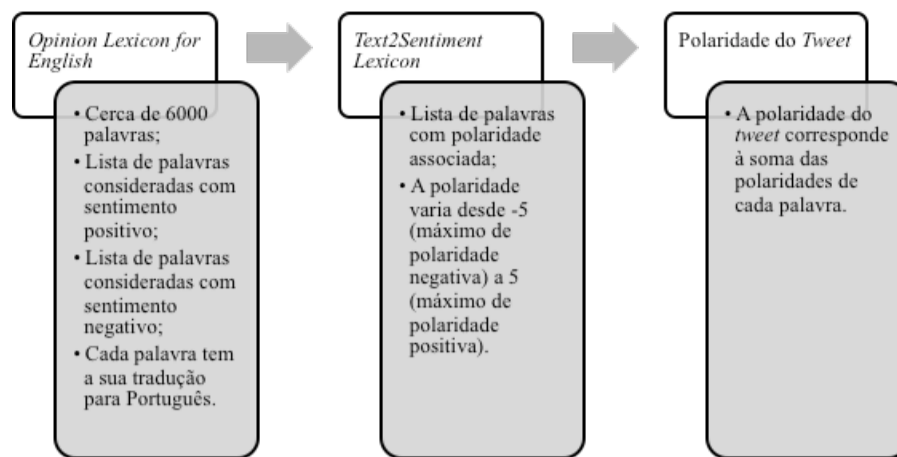 Opinion Lexicon for
English
• Cerca de 6000
palavras;
• Lista de palavras
consideradas com
sentimento
positivo;
• Lista de palavras
consideradas com
sentimento
negativo;
• Cada palavra tem
a sua tradução
para Português.
Text2Sentiment
Lexicon
• Lista de palavras
com polaridade
associada;
• A polaridade
varia desde -5
(máximo de
polaridade
negativa) a 5
(máximo de
polaridade
positiva).
Polaridade do Tweet
• A polaridade do
tweet corresponde
à soma das
polaridades de
cada palavra.